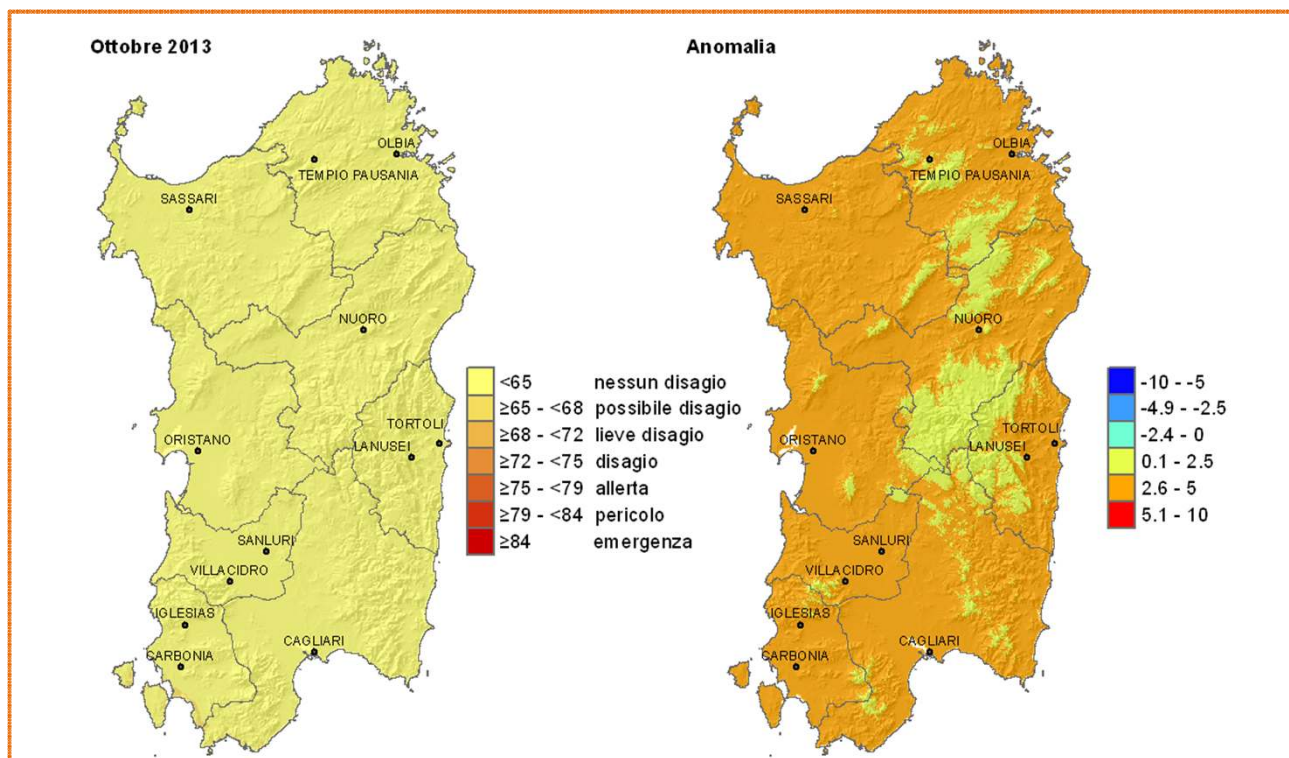 Ottobre 2013
OLBIA
TEMPIO PAUSANIA
SASSARI
NUORO
TORTOLI
ORISTANO
LANUSEI
SANLURI
VILLACIDRO
IGLESIAS
CAGLIARI
CARBONIA
<65 nessun disagio
≥65 - <68 possibile disagio
≥68 - <72 lieve disagio
≥72 - <75 disagio
≥75 - <79 allerta
≥79 - <84 pericolo
≥84 emergenza
Anomalia
OLBIA
TEMPIO PAUSANIA
SASSARI
NUORO
TORTOLI
ORISTANO
LANUSEI
SANLURI
VILLACIDRO
IGLESIAS
CAGLIARI
CARBONIA
-10 - -5
-4.9 - -2.5
-2.4 - 0
0.1 - 2.5
2.6 - 5
5.1 - 10